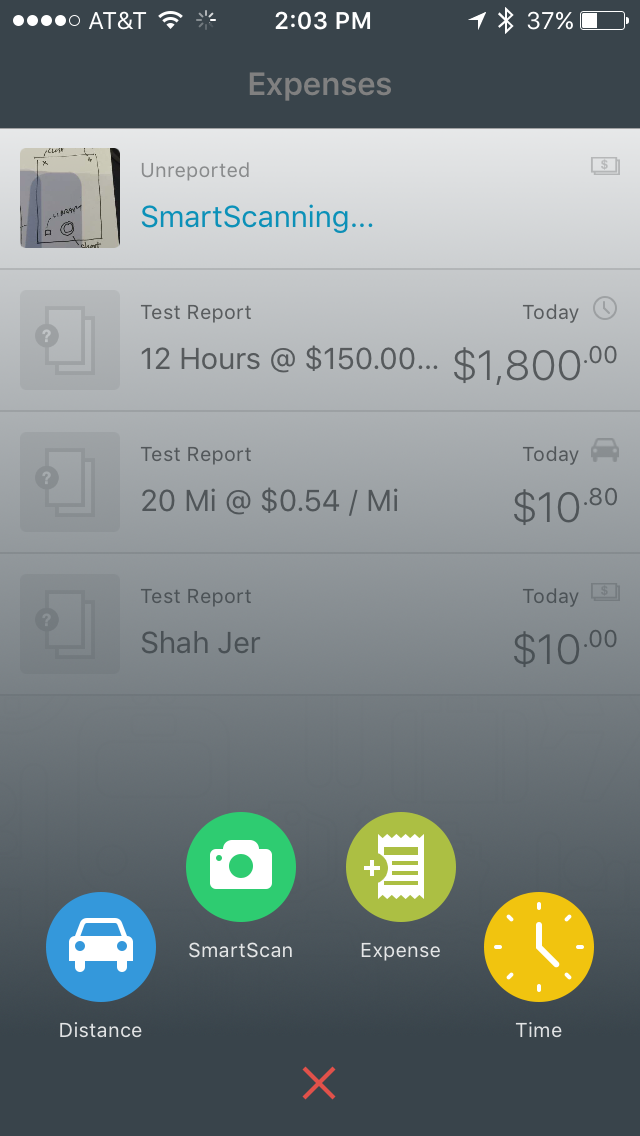 AT&T 2:03 PM 37%
Expenses
Unreported
SmartScanning...
Test Report Today
12 Hours @ $150.00... $1,800.00
Test Report Today
20 Mi @ $0.54 / Mi $10.80
Test Report Today
Shah Jer $10.00
SmartScan Expense
Distance Time